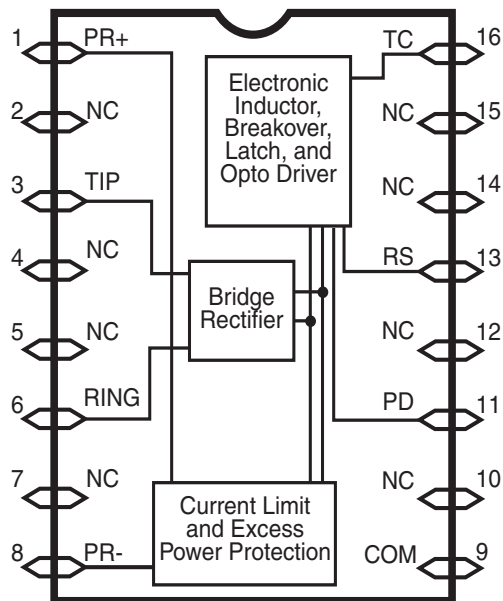 1 PR+
TC 16
2 NC
NC 15
3 TIP
NC 14
4 NC
RS 13
5 NC
NC 12
6 RING
PD 11
7 NC
NC 10
8 PR-
COM 9
Electronic
Inductor,
Breakover,
Latch, and
Opto Driver
Bridge
Rectifier
Current Limit
and Excess
Power Protection